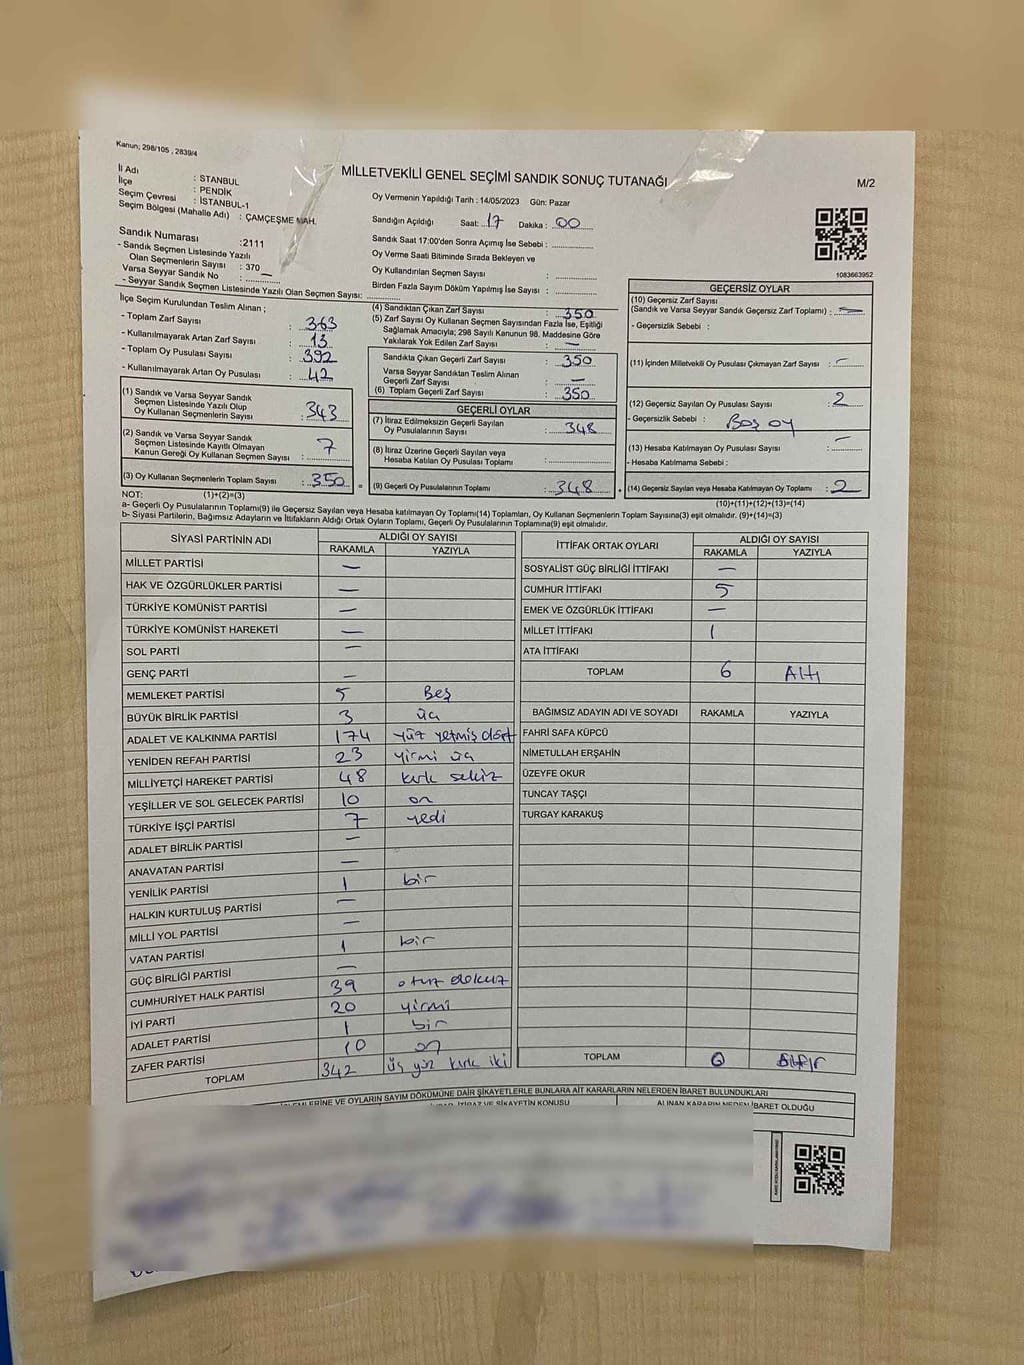 Kanun; 298/105 , 2839/4
MİLLETVEKİLİ GENEL SEÇİMİ SANDIK SONUÇ TUTANAĞI
M/2
İl Adı : STANBUL
İlçe : PENDİK
Seçim Çevresi : İSTANBUL-1
Seçim Bölgesi (Mahalle Adı) : ÇAMÇEŞME MAH.
Oy Vermenin Yapıldığı Tarih : 14/05/2023 Gün: Pazar
Sandığın Açıldığı Saat: 17 Dakika : 00
Sandık Saat 17:00'den Sonra Açımış İse Sebebi :
Oy Verme Saati Bitiminde Sırada Bekleyen ve
Oy Kullandırılan Seçmen Sayısı :
Birden Fazla Sayım Döküm Yapılmış İse Sayısı :
1083663952
Sandık Numarası :2111
- Sandık Seçmen Listesinde Yazılı
Olan Seçmenlerin Sayısı : 370
Varsa Seyyar Sandık No : —
- Seyyar Sandık Seçmen Listesinde Yazılı Olan Seçmen Sayısı:
İlçe Seçim Kurulundan Teslim Alınan ;
- Toplam Zarf Sayısı : 363
- Kullanılmayarak Artan Zarf Sayısı : 13
- Toplam Oy Pusulası Sayısı : 392
- Kullanılmayarak Artan Oy Pusulası : 42
(1) Sandık ve Varsa Seyyar Sandık
Seçmen Listesinde Yazılı Olup
Oy Kullanan Seçmenlerin Sayısı : 343
(2) Sandık ve Varsa Seyyar Sandık
Seçmen Listesinde Kayıtlı Olmayan
Kanun Gereği Oy Kullanan Seçmen Sayısı : 7
(3) Oy Kullanan Seçmenlerin Toplam Sayısı : 350 =
(4) Sandıktan Çıkan Zarf Sayısı : 350
(5) Zarf Sayısı Oy Kullanan Seçmen Sayısından Fazla İse, Eşitliği
Sağlamak Amacıyla; 298 Sayılı Kanunun 98. Maddesine Göre
Yakılarak Yok Edilen Zarf Sayısı : —
Sandıkta Çıkan Geçerli Zarf Sayısı : 350
Varsa Seyyar Sandıktan Teslim Alınan
Geçerli Zarf Sayısı : —
(6) Toplam Geçerli Zarf Sayısı : 350
GEÇERLİ OYLAR
(7) İtiraz Edilmeksizin Geçerli Sayılan
Oy Pusulalarının Sayısı : 348
(8) İtiraz Üzerine Geçerli Sayılan veya
Hesaba Katılan Oy Pusulası Toplamı :
(9) Geçerli Oy Pusulalarının Toplamı : 348 +
GEÇERSİZ OYLAR
(10) Geçersiz Zarf Sayısı
(Sandık ve Varsa Seyyar Sandık Geçersiz Zarf Toplamı) : —
- Geçersizlik Sebebi :
(11) İçinden Milletvekili Oy Pusulası Çıkmayan Zarf Sayısı : —
(12) Geçersiz Sayılan Oy Pusulası Sayısı : 2
- Geçersizlik Sebebi : Boş oy
(13) Hesaba Katılmayan Oy Pusulası Sayısı : —
- Hesaba Katılmama Sebebi :
(14) Geçersiz Sayılan veya Hesaba Katılmayan Oy Toplamı : 2
NOT: (1)+(2)=(3)
(10)+(11)+(12)+(13)=(14)
a- Geçerli Oy Pusulalarının Toplamı(9) ile Geçersiz Sayılan veya Hesaba katılmayan Oy Toplamı(14) Toplamları, Oy Kullanan Seçmenlerin Toplam Sayısına(3) eşit olmalıdır. (9)+(14)=(3)
b- Siyasi Partilerin, Bağımsız Adayların ve İttifakların Aldığı Ortak Oyların Toplamı, Geçerli Oy Pusulalarının Toplamına(9) eşit olmalıdır.
SİYASİ PARTİNİN ADI ALDIĞI OY SAYISI
RAKAMLA YAZIYLA
MİLLET PARTİSİ —
HAK VE ÖZGÜRLÜKLER PARTİSİ —
TÜRKİYE KOMÜNİST PARTİSİ —
TÜRKİYE KOMÜNİST HAREKETİ —
SOL PARTİ —
GENÇ PARTİ —
MEMLEKET PARTİSİ 5 Beş
BÜYÜK BİRLİK PARTİSİ 3 üç
ADALET VE KALKINMA PARTİSİ 174 yüz yetmiş dört
YENİDEN REFAH PARTİSİ 23 yirmi üç
MİLLİYETÇİ HAREKET PARTİSİ 48 kırk sekiz
YEŞİLLER VE SOL GELECEK PARTİSİ 10 on
TÜRKİYE İŞÇİ PARTİSİ 7 yedi
ADALET BİRLİK PARTİSİ —
ANAVATAN PARTİSİ —
YENİLİK PARTİSİ 1 bir
HALKIN KURTULUŞ PARTİSİ —
MİLLİ YOL PARTİSİ —
VATAN PARTİSİ 1 bir
GÜÇ BİRLİĞİ PARTİSİ —
CUMHURİYET HALK PARTİSİ 39 otuz dokuz
İYİ PARTİ 20 yirmi
ADALET PARTİSİ 1 bir
ZAFER PARTİSİ 10 on
TOPLAM 342 üç yüz kırk iki
İTTİFAK ORTAK OYLARI ALDIĞI OY SAYISI
RAKAMLA YAZIYLA
SOSYALİST GÜÇ BİRLİĞİ İTTİFAKI —
CUMHUR İTTİFAKI 5
EMEK VE ÖZGÜRLÜK İTTİFAKI —
MİLLET İTTİFAKI 1
ATA İTTİFAKI
TOPLAM 6 Altı
BAĞIMSIZ ADAYIN ADI VE SOYADI RAKAMLA YAZIYLA
FAHRİ SAFA KÜPCÜ
NİMETULLAH ERŞAHİN
ÜZEYFE OKUR
TUNCAY TAŞÇI
TURGAY KARAKUŞ
TOPLAM
İŞLEMLERİNE VE OYLARIN SAYIM DÖKÜMÜNE DAİR ŞİKAYETLERLE BUNLARA AİT KARARLARIN NELERDEN İBARET BULUNDUKLARI
İTİRAZ VE ŞİKAYETİN KONUSU ALINAN KARARIN NEDEN İBARET OLDUĞU